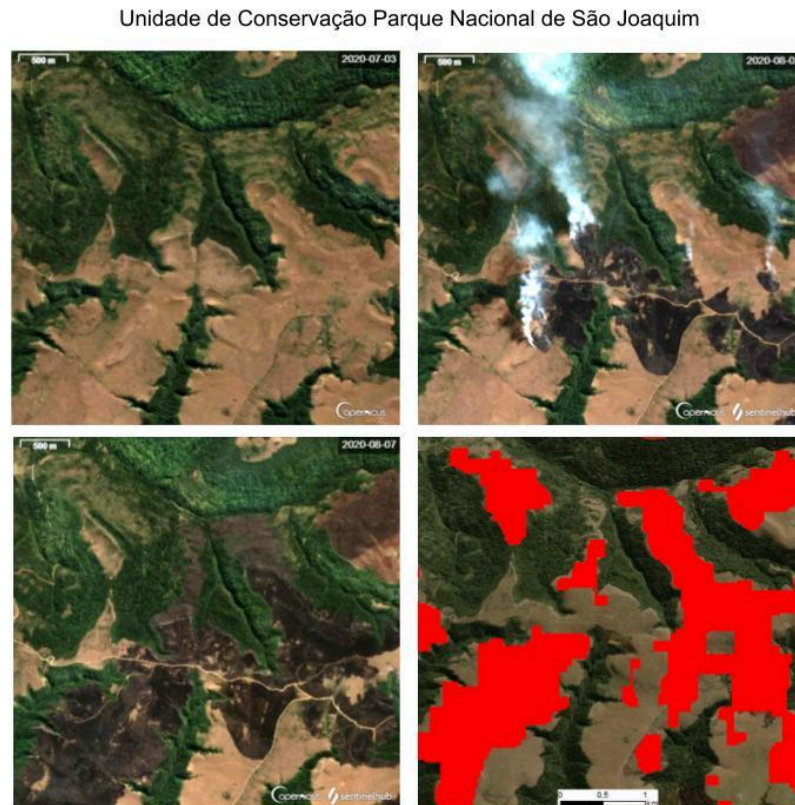 Unidade de Conservação Parque Nacional de São Joaquim
500 m
2020-07-03
500 m
Copernicus
Copernicus sentinelhub
500 m
2020-08-07
Copernicus sentinelhub
0 0,5 1